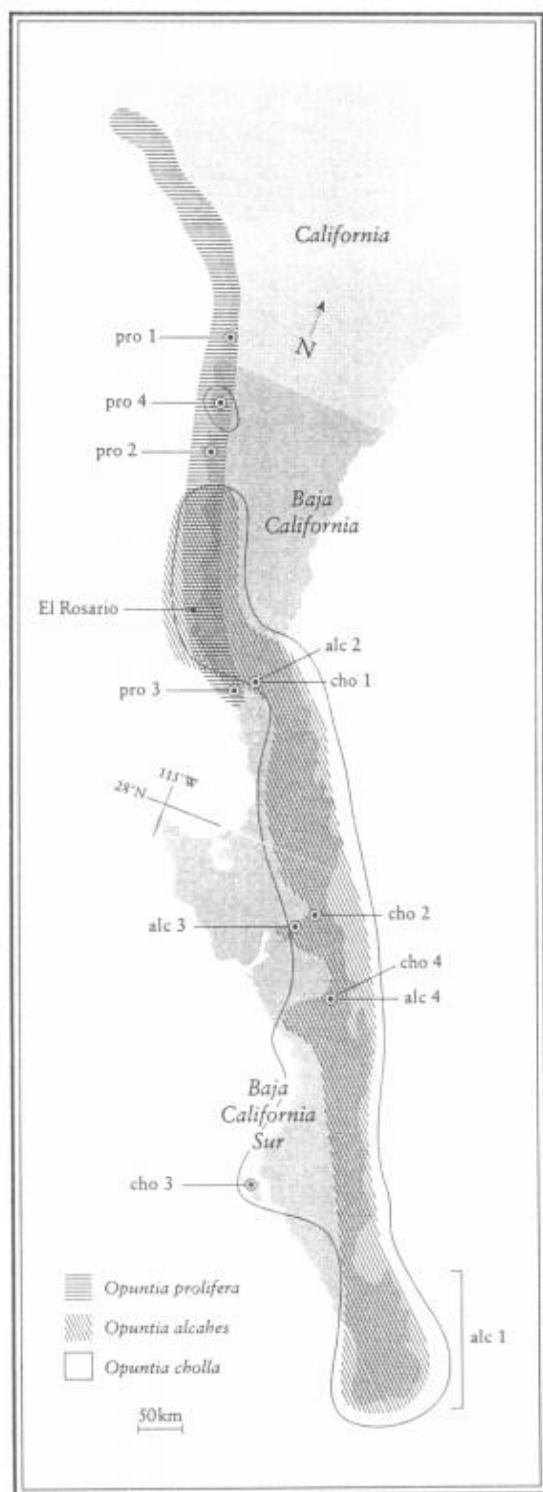 California
N
pro 1
pro 4
pro 2
Baja
California
El Rosario
alc 2
cho 1
pro 3
115°W
28°N
cho 2
alc 3
cho 4
alc 4
Baja
California
Sur
cho 3
Opuntia prolifera
Opuntia alcahes
Opuntia cholla
alc 1
50km